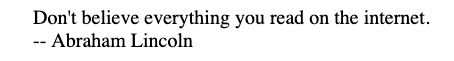 Don't believe everything you read on the internet.
-- Abraham Lincoln